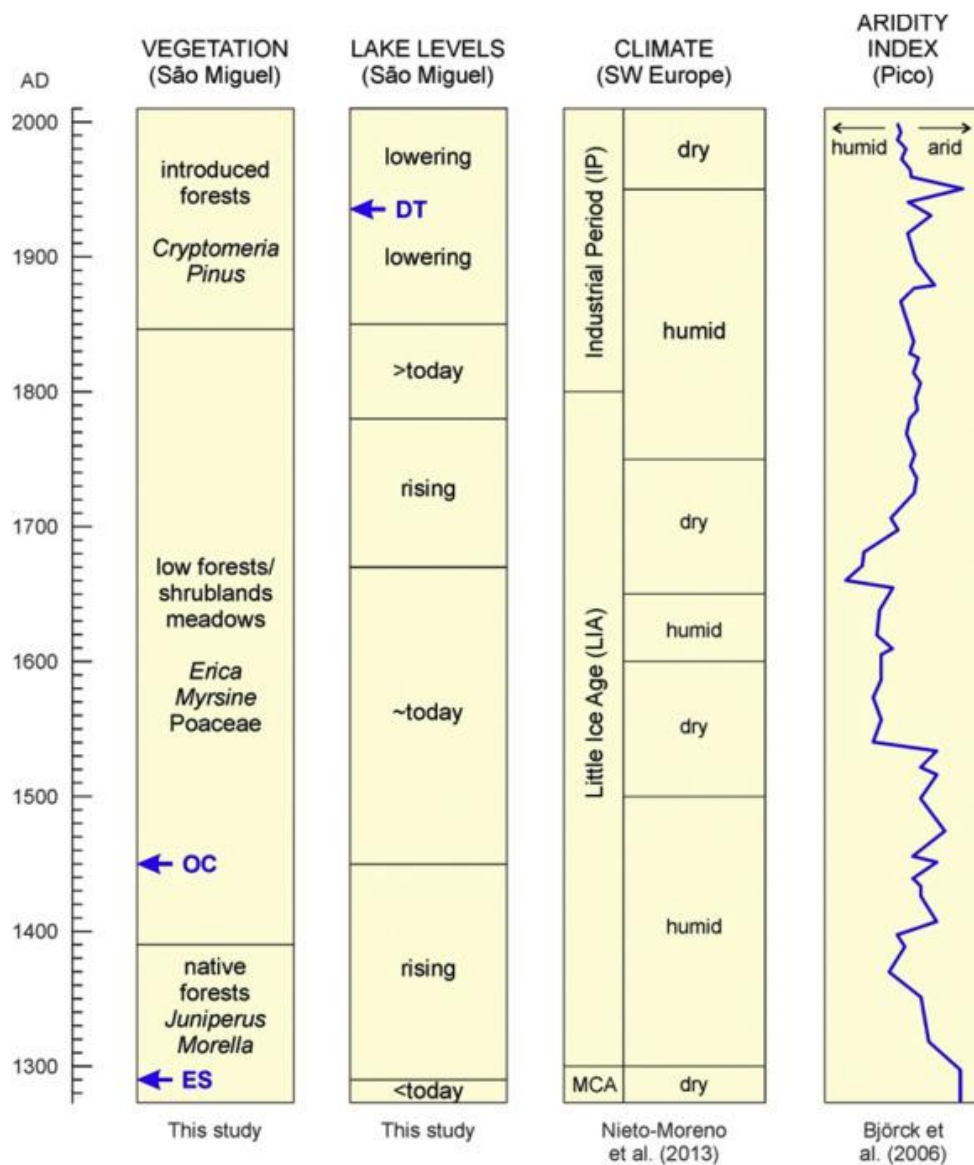 VEGETATION
(São Miguel)
LAKE LEVELS
(São Miguel)
CLIMATE
(SW Europe)
ARIDITY
INDEX
(Pico)
AD
2000
1900
1800
1700
1600
1500
1400
1300
introduced
forests
Cryptomeria
Pinus
low forests/
shrublands
meadows
Erica
Myrsine
Poaceae
OC
native
forests
Juniperus
Morella
ES
This study
lowering
DT
lowering
>today
rising
~today
rising
<today
This study
Industrial Period (IP)
Little Ice Age (LIA)
MCA
dry
humid
dry
humid
dry
humid
dry
Nieto-Moreno
et al. (2013)
humid arid
Björck et
al. (2006)